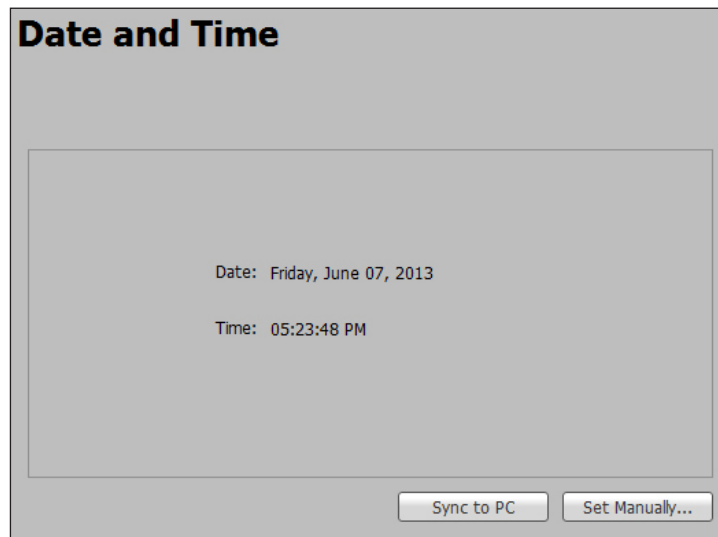 Date and Time
Date: Friday, June 07, 2013
Time: 05:23:48 PM
Sync to PC Set Manually...